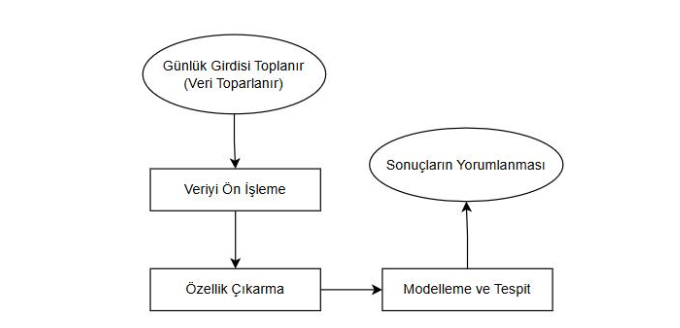 Günlük Girdisi Toplanır
(Veri Toparlanır)
Veriyi Ön İşleme
Özellik Çıkarma
Modelleme ve Tespit
Sonuçların Yorumlanması